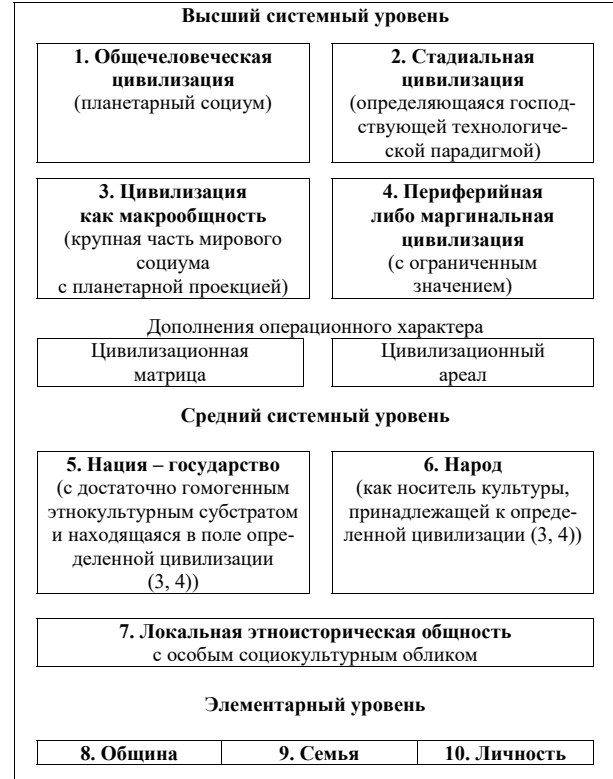 Высший системный уровень
1. Общечеловеческая
цивилизация
(планетарный социум)
2. Стадиальная
цивилизация
(определяющаяся господ-
ствующей технологиче-
ской парадигмой)
3. Цивилизация
как макрообщность
(крупная часть мирового
социума
с планетарной проекцией)
4. Периферийная
либо маргинальная
цивилизация
(с ограниченным
значением)
Дополнения операционного характера
Цивилизационная
матрица
Цивилизационный
ареал
Средний системный уровень
5. Нация – государство
(с достаточно гомогенным
этнокультурным субстратом
и находящаяся в поле опре-
деленной цивилизации
(3, 4))
6. Народ
(как носитель культуры,
принадлежащей к опреде-
ленной цивилизации (3, 4))
7. Локальная этноисторическая общность
с особым социокультурным обликом
Элементарный уровень
8. Община
9. Семья
10. Личность